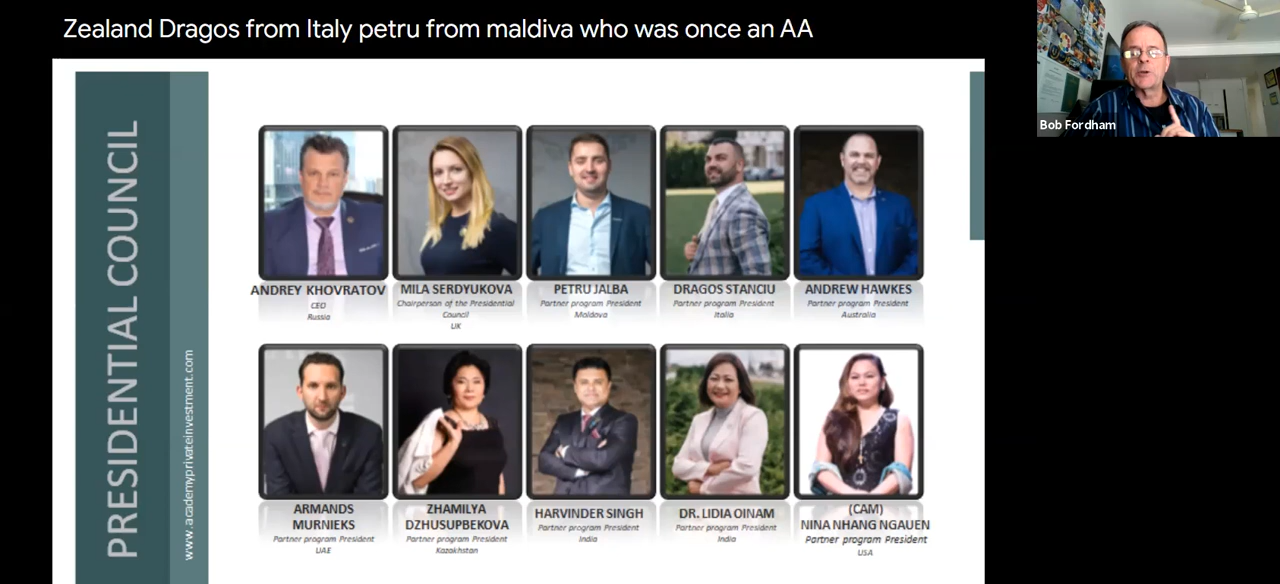 Zealand Dragos from Italy petru from maldiva who was once an AA
Bob Fordham
PRESIDENTIAL COUNCIL
www.academyprivateinvestment.com
ANDREY KHOVRATOV
CEO
Russia
MILA SERDYUKOVA
Chairperson of the Presidential
Council
UK
PETRU JALBA
Partner program President
Moldova
DRAGOS STANCIU
Partner program President
Italia
ANDREW HAWKES
Partner program President
Australia
ARMANDS
MURNIEKS
Partner program President
UAE
ZHAMILYA
DZHUSUPBEKOVA
Partner program President
Kazakhstan
HARVINDER SINGH
Partner program President
India
DR. LIDIA OINAM
Partner program President
India
(CAM)
NINA NHANG NGAUEN
Partner program President
USA